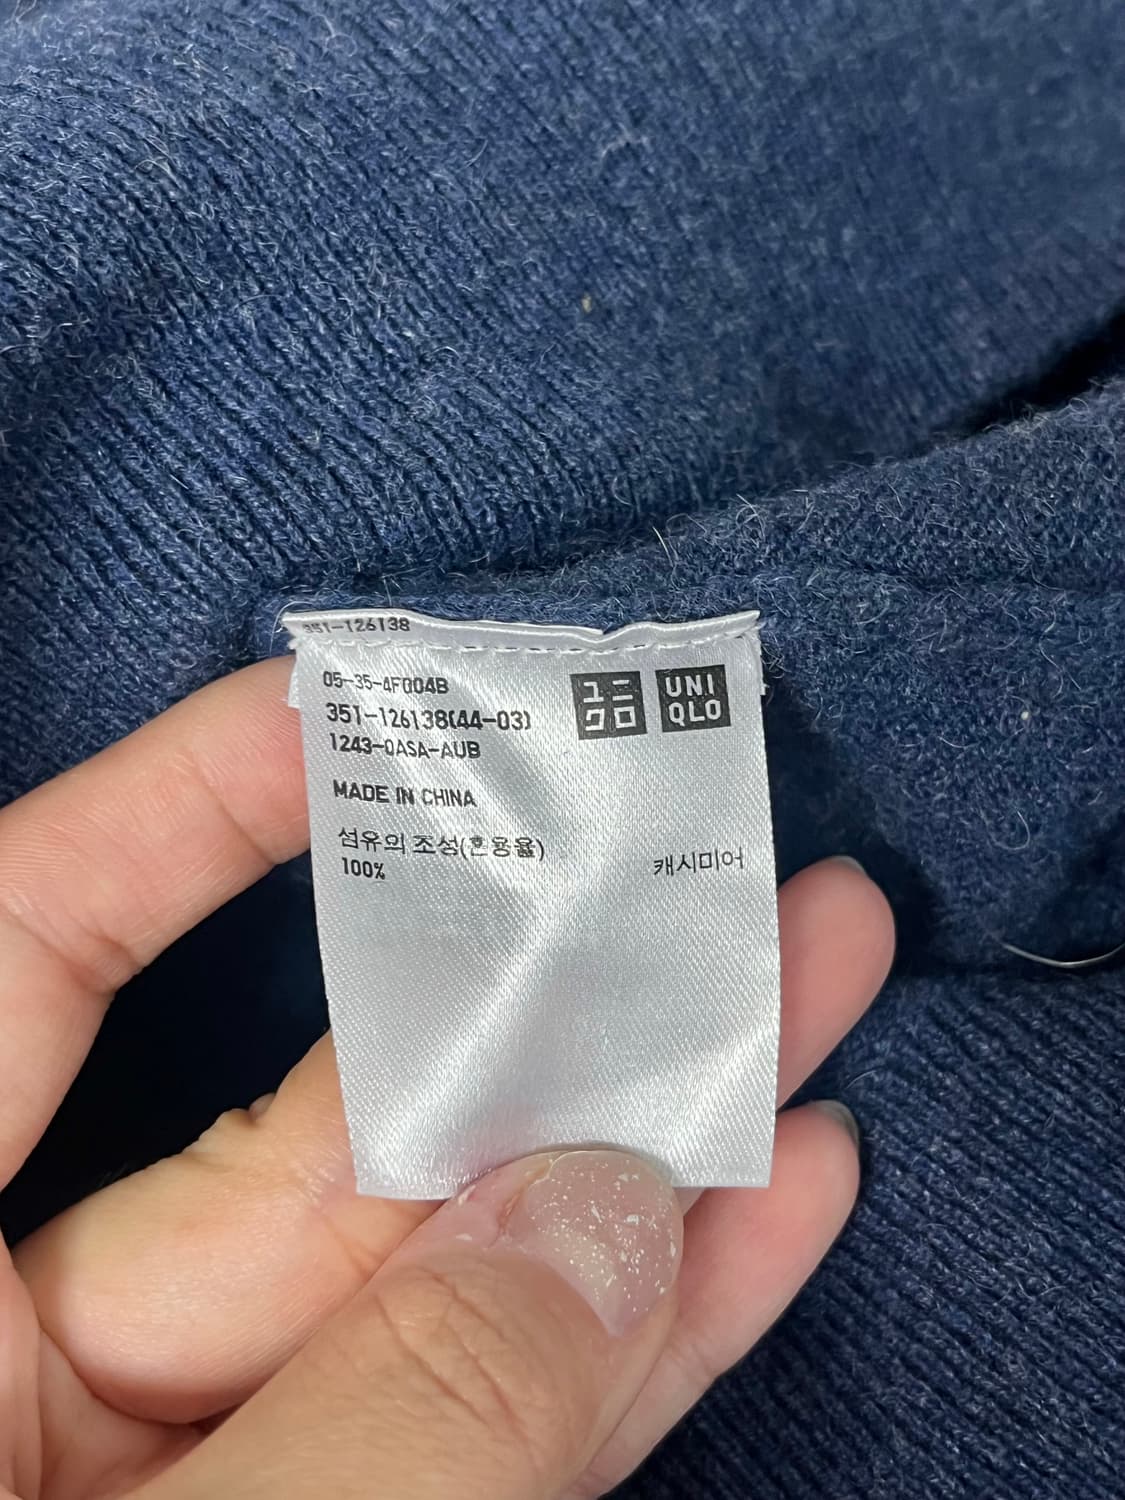 351-126138
05-35-4F004B
351-126138(44-03)
1243-0ASA-AUB
ユニ
クロ
UNI
QLO
MADE IN CHINA
섬유의 조성(혼용율)
100% 캐시미어